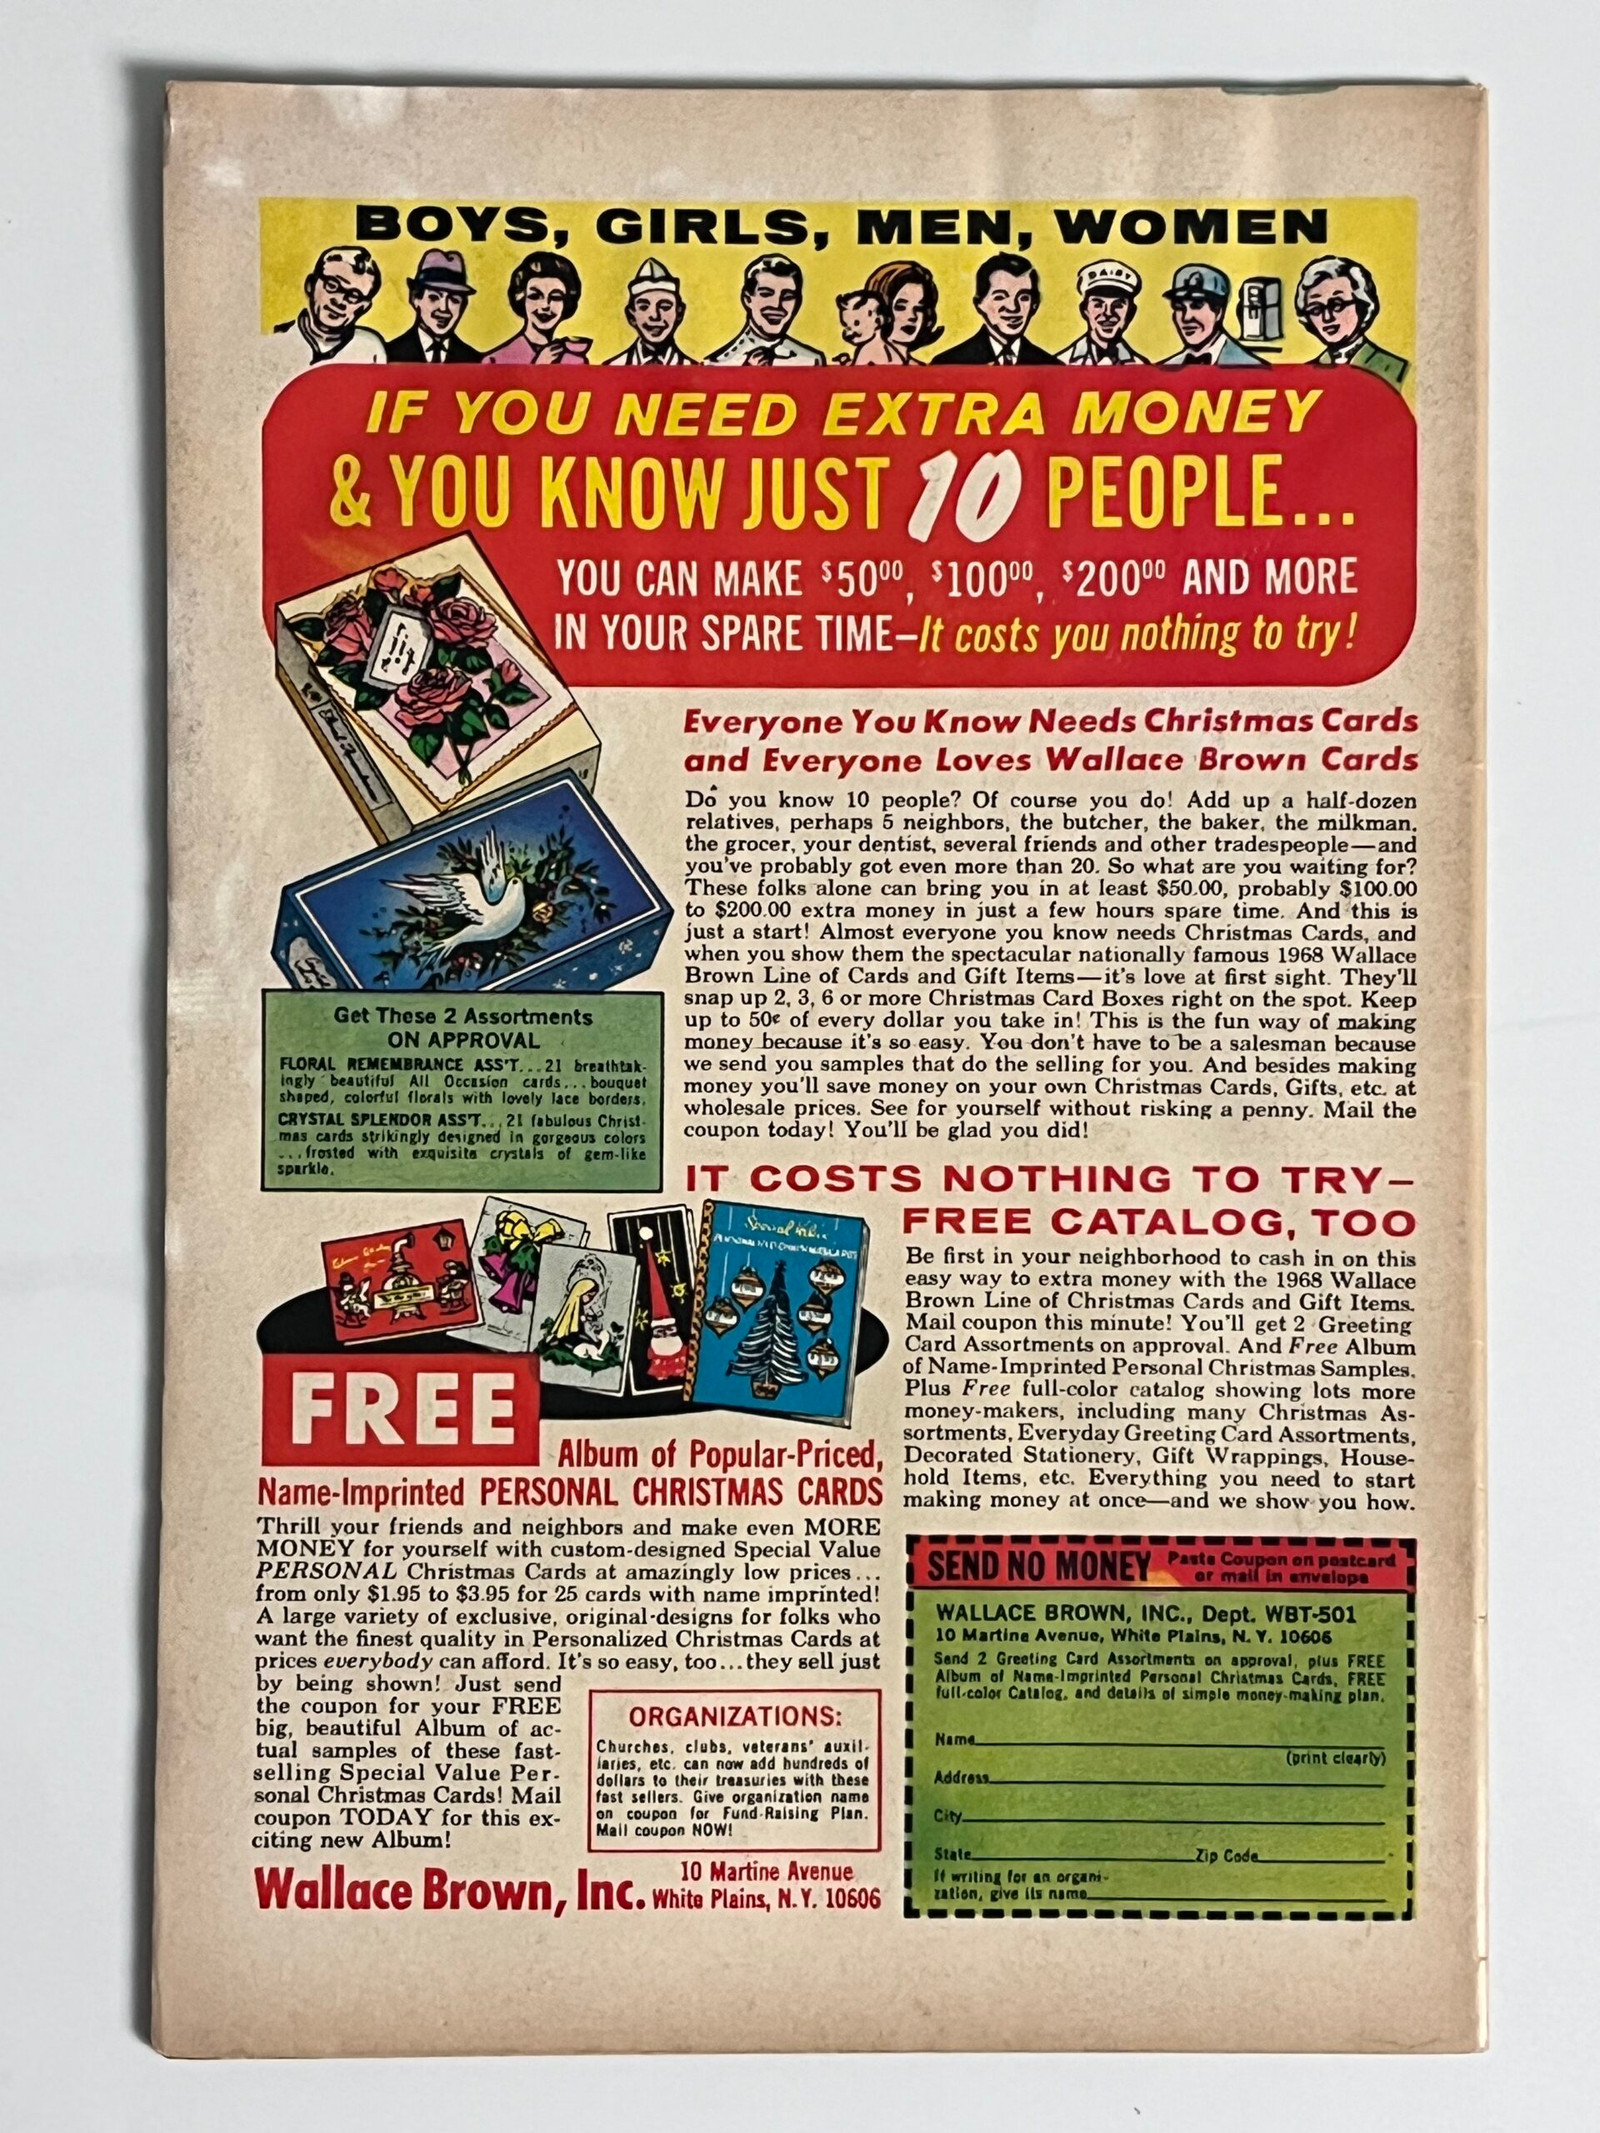 BOYS, GIRLS, MEN, WOMEN
DAIRY
IF YOU NEED EXTRA MONEY
& YOU KNOW JUST 10 PEOPLE...
YOU CAN MAKE $50⁰⁰, $100⁰⁰, $200⁰⁰ AND MORE
IN YOUR SPARE TIME—It costs you nothing to try!
Everyone You Know Needs Christmas Cards
and Everyone Loves Wallace Brown Cards
Do you know 10 people? Of course you do! Add up a half-dozen
relatives, perhaps 5 neighbors, the butcher, the baker, the milkman,
the grocer, your dentist, several friends and other tradespeople—and
you've probably got even more than 20. So what are you waiting for?
These folks alone can bring you in at least $50.00, probably $100.00
to $200.00 extra money in just a few hours spare time. And this is
just a start! Almost everyone you know needs Christmas Cards, and
when you show them the spectacular nationally famous 1968 Wallace
Brown Line of Cards and Gift Items—it's love at first sight. They'll
snap up 2, 3, 6 or more Christmas Card Boxes right on the spot. Keep
up to 50¢ of every dollar you take in! This is the fun way of making
money because it's so easy. You don't have to be a salesman because
we send you samples that do the selling for you. And besides making
money you'll save money on your own Christmas Cards, Gifts, etc. at
wholesale prices. See for yourself without risking a penny. Mail the
coupon today! You'll be glad you did!
Get These 2 Assortments
ON APPROVAL
FLORAL REMEMBRANCE ASS'T...21 breathtak-
ingly beautiful All Occasion cards...bouquet
shaped, colorful florals with lovely lace borders.
CRYSTAL SPLENDOR ASS'T...21 fabulous Christ-
mas cards strikingly designed in gorgeous colors
...frosted with exquisite crystals of gem-like
sparkle.
IT COSTS NOTHING TO TRY—
FREE CATALOG, TOO
Be first in your neighborhood to cash in on this
easy way to extra money with the 1968 Wallace
Brown Line of Christmas Cards and Gift Items.
Mail coupon this minute! You'll get 2 Greeting
Card Assortments on approval. And Free Album
of Name-Imprinted Personal Christmas Samples.
Plus Free full-color catalog showing lots more
money-makers, including many Christmas As-
sortments, Everyday Greeting Card Assortments,
Decorated Stationery, Gift Wrappings, House-
hold Items, etc. Everything you need to start
making money at once—and we show you how.
FREE
Album of Popular-Priced,
Name-Imprinted PERSONAL CHRISTMAS CARDS
Thrill your friends and neighbors and make even MORE
MONEY for yourself with custom-designed Special Value
PERSONAL Christmas Cards at amazingly low prices...
from only $1.95 to $3.95 for 25 cards with name imprinted!
A large variety of exclusive, original-designs for folks who
want the finest quality in Personalized Christmas Cards at
prices everybody can afford. It's so easy, too...they sell just
by being shown! Just send
the coupon for your FREE
big, beautiful Album of ac-
tual samples of these fast-
selling Special Value Per-
sonal Christmas Cards! Mail
coupon TODAY for this ex-
citing new Album!
ORGANIZATIONS:
Churches, clubs, veterans' auxil-
iaries, etc. can now add hundreds of
dollars to their treasuries with these
fast sellers. Give organization name
on coupon for Fund-Raising Plan.
Mail coupon NOW!
Wallace Brown, Inc.
10 Martine Avenue
White Plains, N.Y. 10606
SEND NO MONEY
Paste Coupon on postcard
or mail in envelope
WALLACE BROWN, INC., Dept. WBT-501
10 Martine Avenue, White Plains, N. Y. 10606
Send 2 Greeting Card Assortments on approval, plus FREE
Album of Name-Imprinted Personal Christmas Cards, FREE
full-color Catalog, and details of simple money-making plan.
Name
(print clearly)
Address
City
State Zip Code
If writing for an organi-
zation, give its name